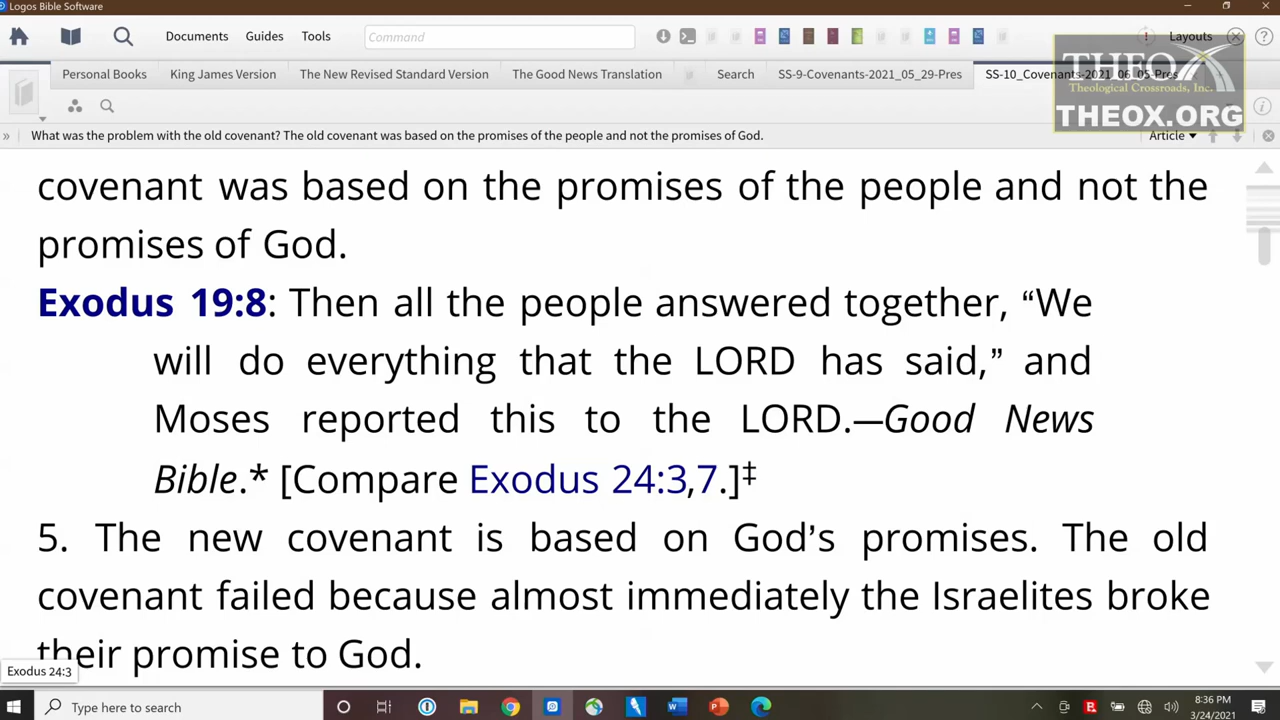 Logos Bible Software
Documents Guides Tools Command Layouts
Personal Books King James Version The New Revised Standard Version The Good News Translation Search SS-9-Covenants-2021_05_29-Pres SS-10_Covenants-2021_06_05-Pres
THEOX
Theological Crossroads, Inc.
THEOX.ORG
What was the problem with the old covenant? The old covenant was based on the promises of the people and not the promises of God. Article
covenant was based on the promises of the people and not the
promises of God.
Exodus 19:8: Then all the people answered together, “We
will do everything that the LORD has said,” and
Moses reported this to the LORD.—Good News
Bible.* [Compare Exodus 24:3,7.]‡
5. The new covenant is based on God’s promises. The old
covenant failed because almost immediately the Israelites broke
their promise to God.
Exodus 24:3
Type here to search
8:36 PM
3/24/2021